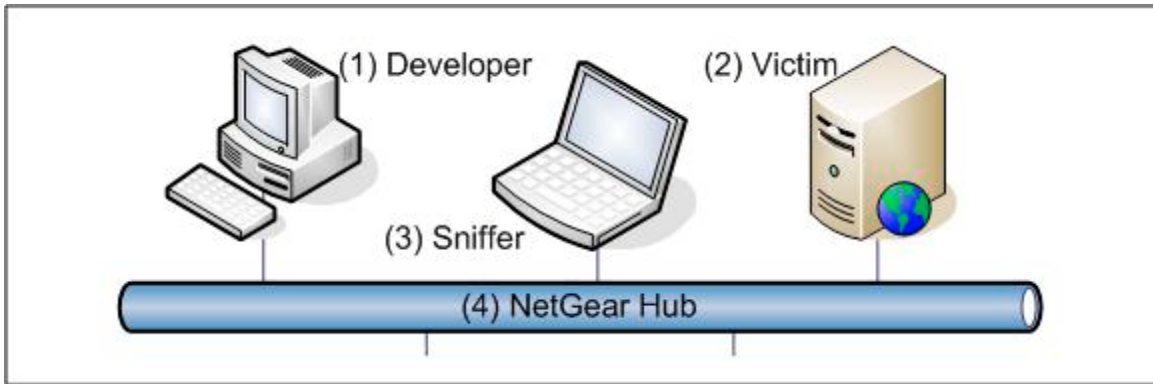 (1) Developer
(2) Victim
(3) Sniffer
(4) NetGear Hub